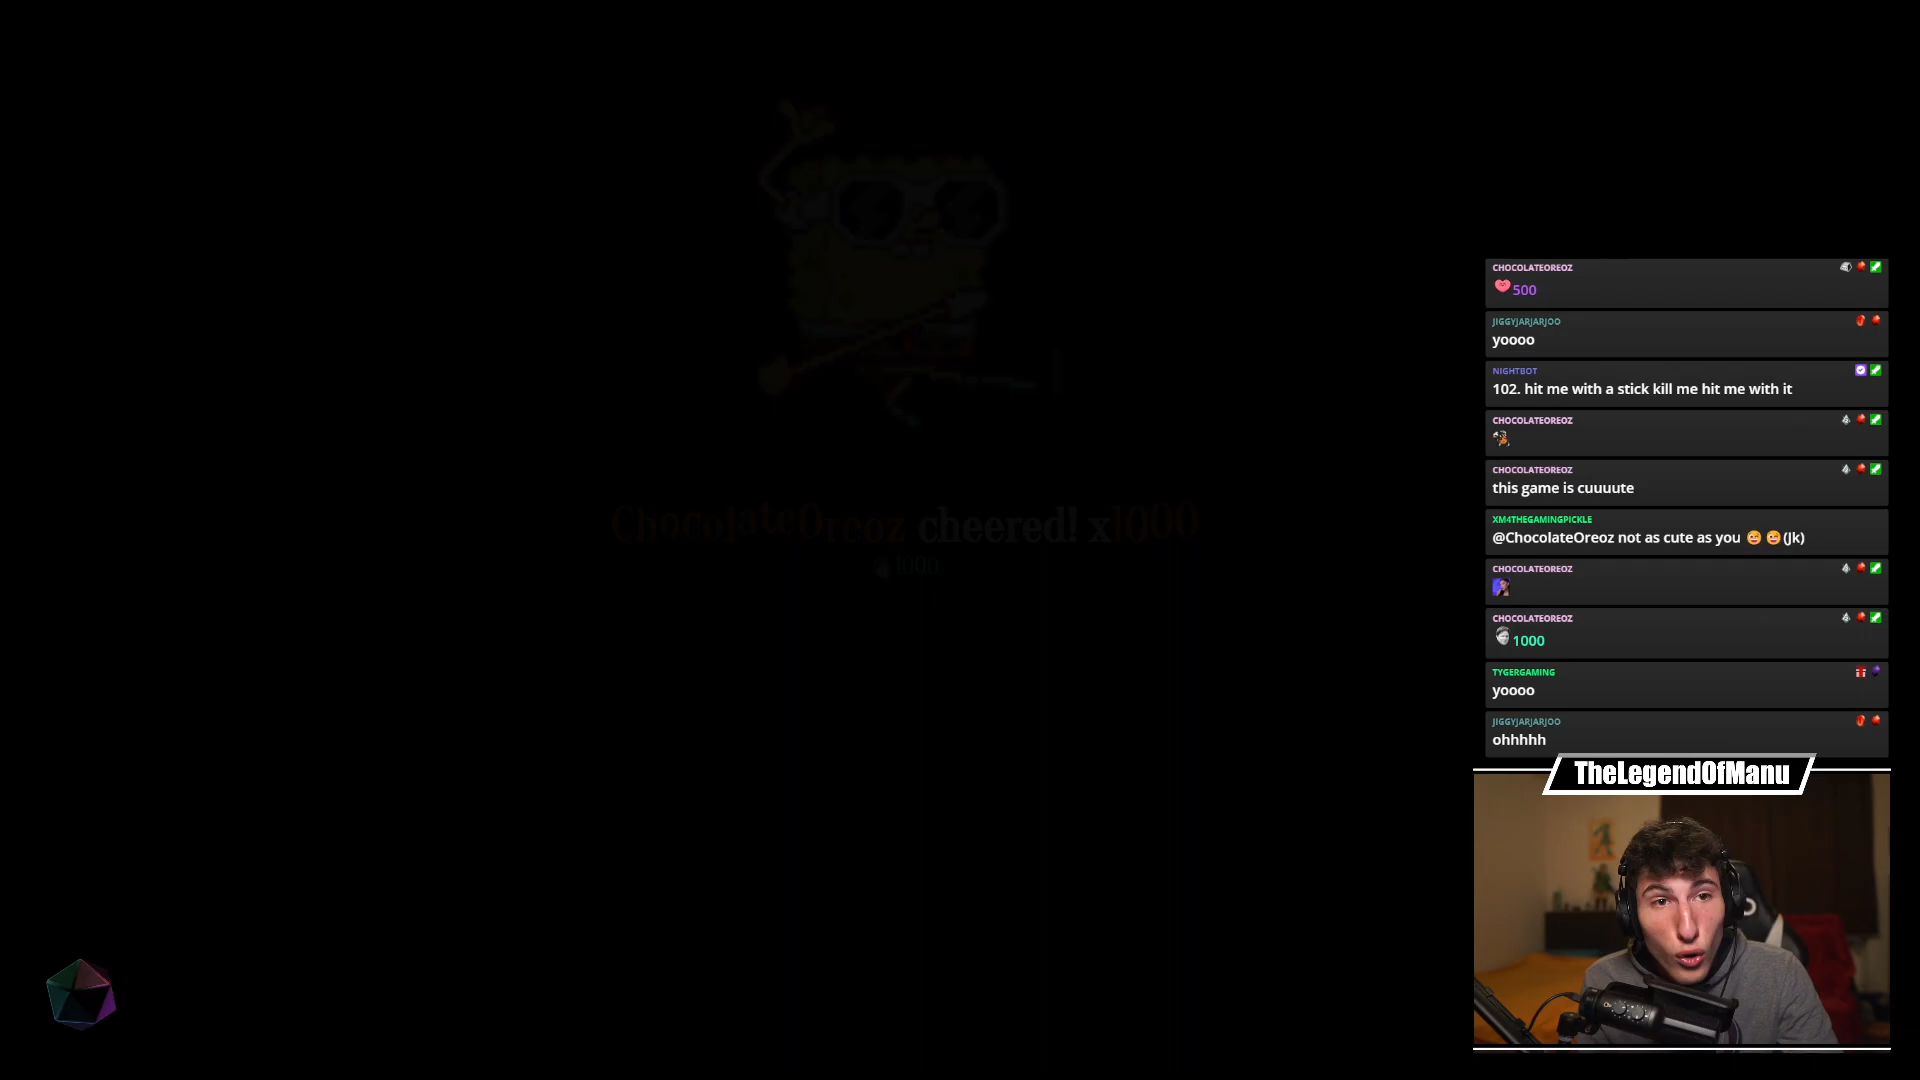 ChocolateOreoz cheered! x1000
1000
CHOCOLATEOREOZ
500
JIGGYJARJARJOO
yoooo
NIGHTBOT
102. hit me with a stick kill me hit me with it
CHOCOLATEOREOZ
CHOCOLATEOREOZ
this game is cuuuute
XM4THEGAMINGPICKLE
@ChocolateOreoz not as cute as you 😄 😄 (Jk)
CHOCOLATEOREOZ
CHOCOLATEOREOZ
1000
TYGERGAMING
yoooo
JIGGYJARJARJOO
ohhhhh
TheLegendOfManu